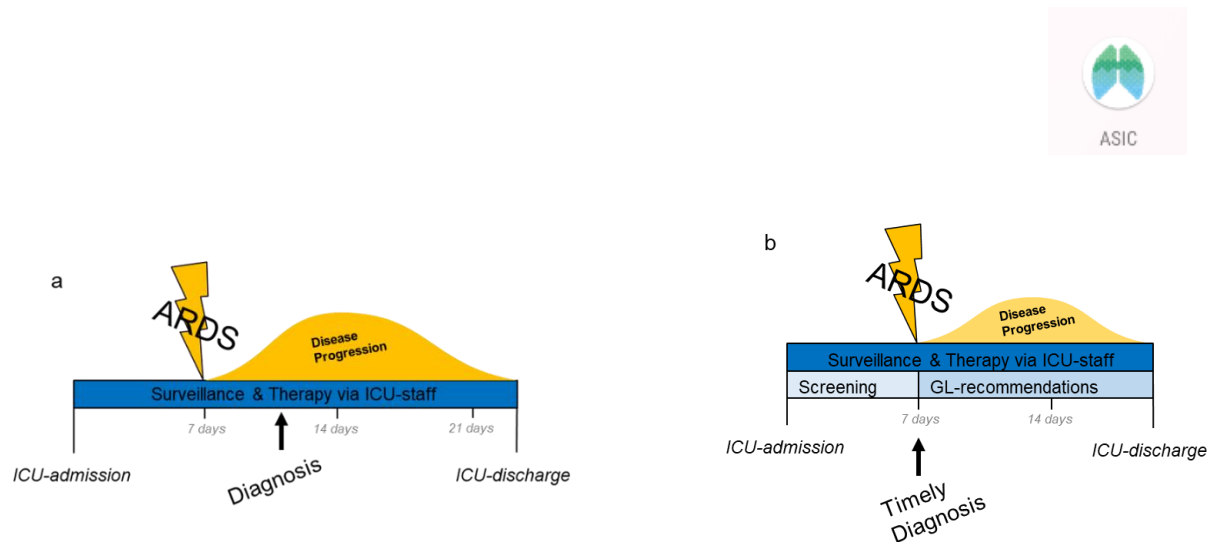 ASIC
a
ARDS
Disease
Progression
Surveillance & Therapy via ICU-staff
7 days
14 days
21 days
ICU-admission
Diagnosis
ICU-discharge
b
ARDS
Disease
Progression
Surveillance & Therapy via ICU-staff
Screening
GL-recommendations
7 days
14 days
ICU-admission
ICU-discharge
Timely
Diagnosis